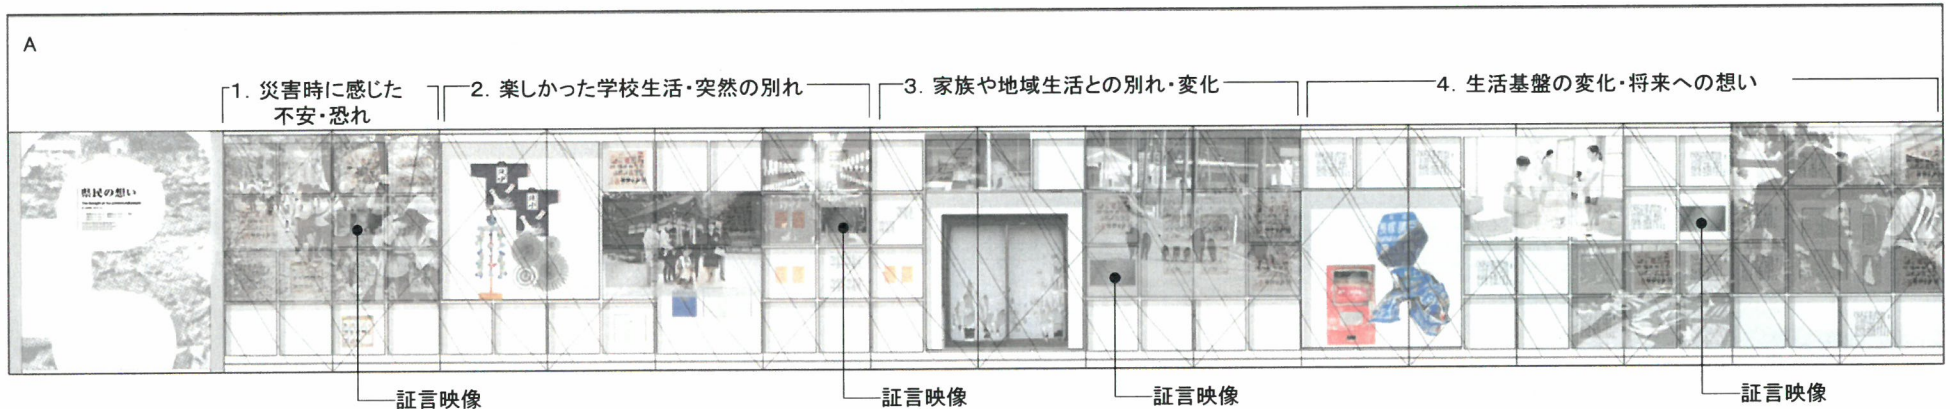 A
1. 災害時に感じた
不安・恐れ
2. 楽しかった学校生活・突然の別れ
3. 家族や地域生活との別れ・変化
4. 生活基盤の変化・将来への想い
県民の想い
証言映像
証言映像
証言映像
証言映像